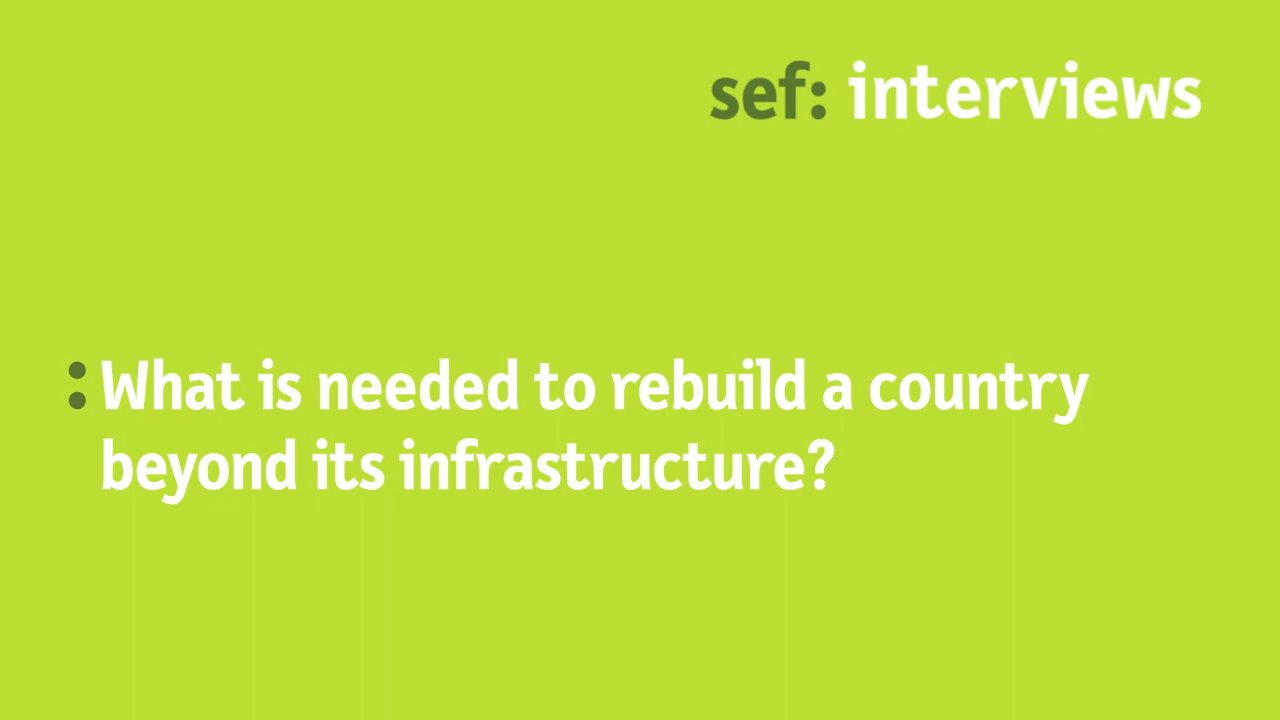 sef: interviews
: What is needed to rebuild a country
beyond its infrastructure?